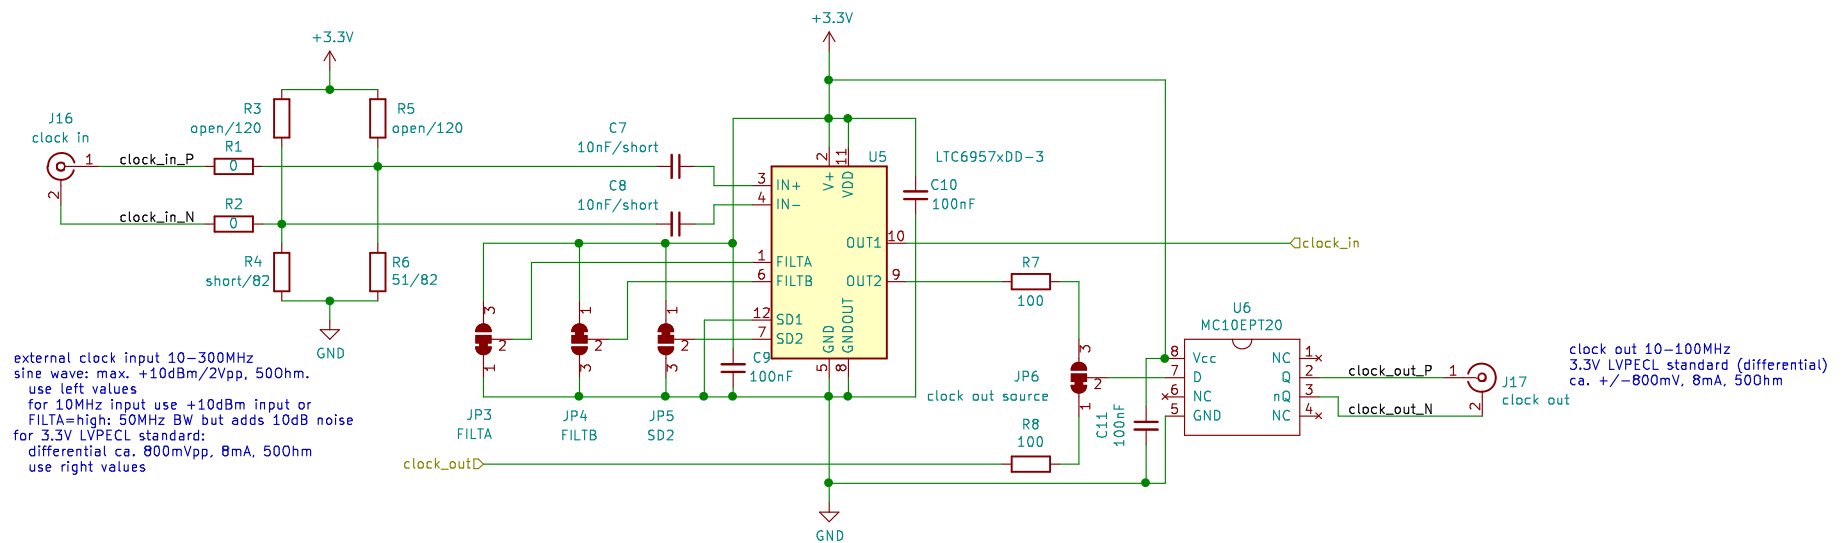 +3.3V
+3.3V
J16
clock in
1
2
clock_in_P
clock_in_N
R3
open/120
R5
open/120
R1
0
R2
0
R4
short/82
R6
51/82
GND
C7
10nF/short
C8
10nF/short
U5
LTC6957xDD-3
2
11
V+
VDD
3
IN+
4
IN-
1
FILTA
6
FILTB
12
SD1
7
SD2
OUT1
10
OUT2
9
GND
GNDOUT
5
8
C10
100nF
C9
100nF
clock_in
3
2
1
JP3
FILTA
1
2
3
JP4
FILTB
1
2
3
JP5
SD2
R7
100
R8
100
3
2
1
JP6
clock out source
clock_out
C11
100nF
GND
U6
MC10EPT20
8
Vcc
7
D
6
NC
5
GND
NC
1
Q
2
nQ
3
NC
4
clock_out_P
clock_out_N
1
2
J17
clock out
external clock input 10-300MHz
sine wave: max. +10dBm/2Vpp, 50Ohm.
use left values
for 10MHz input use +10dBm input or
FILTA=high: 50MHz BW but adds 10dB noise
for 3.3V LVPECL standard:
differential ca. 800mVpp, 8mA, 50Ohm
use right values
clock out 10-100MHz
3.3V LVPECL standard (differential)
ca. +/-800mV, 8mA, 50Ohm